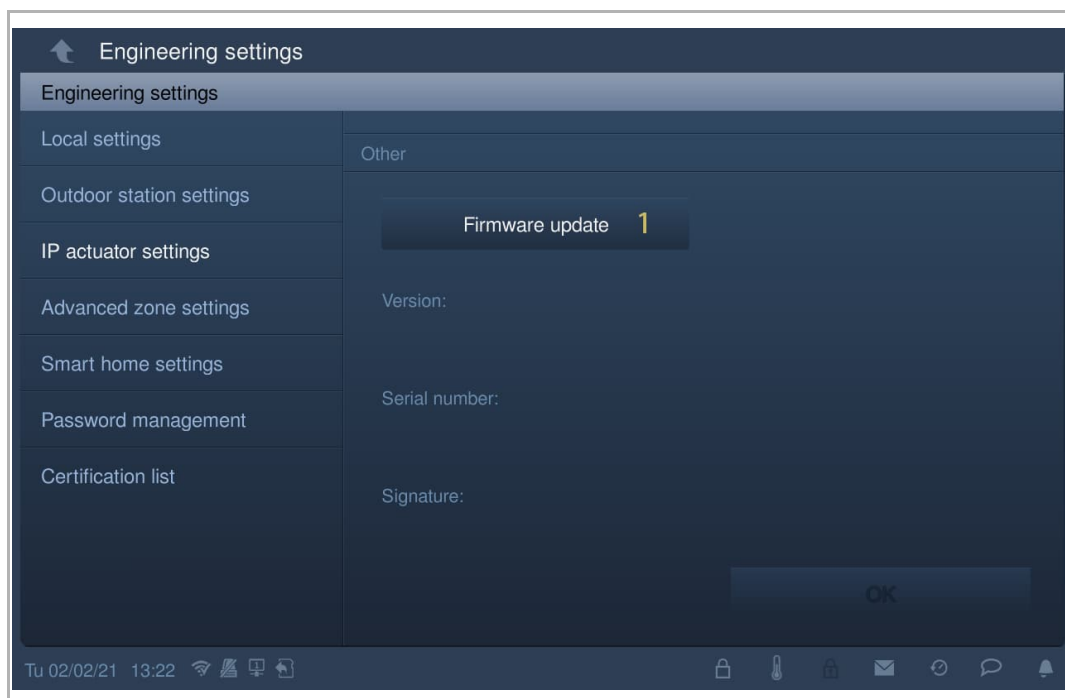 Engineering settings
Engineering settings
Local settings
Outdoor station settings
IP actuator settings
Advanced zone settings
Smart home settings
Password management
Certification list
Other
Firmware update 1
Version:
Serial number:
Signature:
OK
Tu 02/02/21 13:22